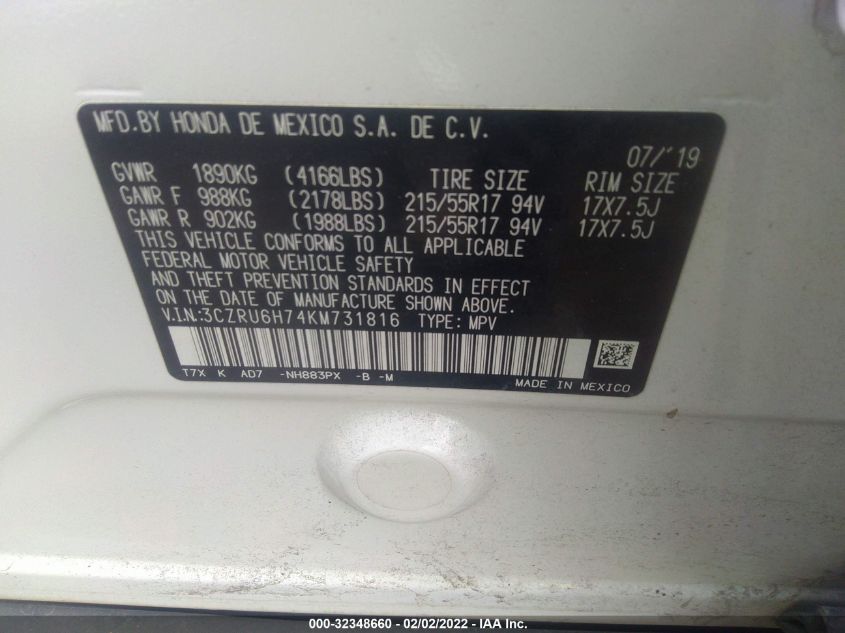 MFD.BY HONDA DE MEXICO S.A. DE C.V.
07/'19
GVWR 1890KG (4166LBS) TIRE SIZE RIM SIZE
GAWR F 988KG (2178LBS) 215/55R17 94V 17X7.5J
GAWR R 902KG (1988LBS) 215/55R17 94V 17X7.5J
THIS VEHICLE CONFORMS TO ALL APPLICABLE
FEDERAL MOTOR VEHICLE SAFETY
AND THEFT PREVENTION STANDARDS IN EFFECT
ON THE DATE OF MANUFACTURE SHOWN ABOVE.
V.I.N:3CZRU6H74KM731816 TYPE: MPV
T7X K AD7 -NH883PX -B -M MADE IN MEXICO
000-32348660 - 02/02/2022 - IAA Inc.